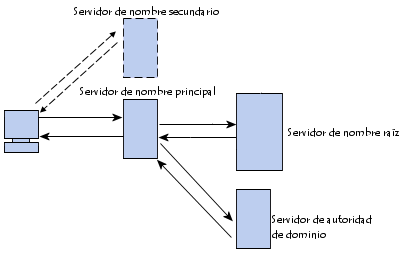 Servidor de nombre secundario
Servidor de nombre principal
Servidor de nombre raíz
Servidor de autoridad
de dominio